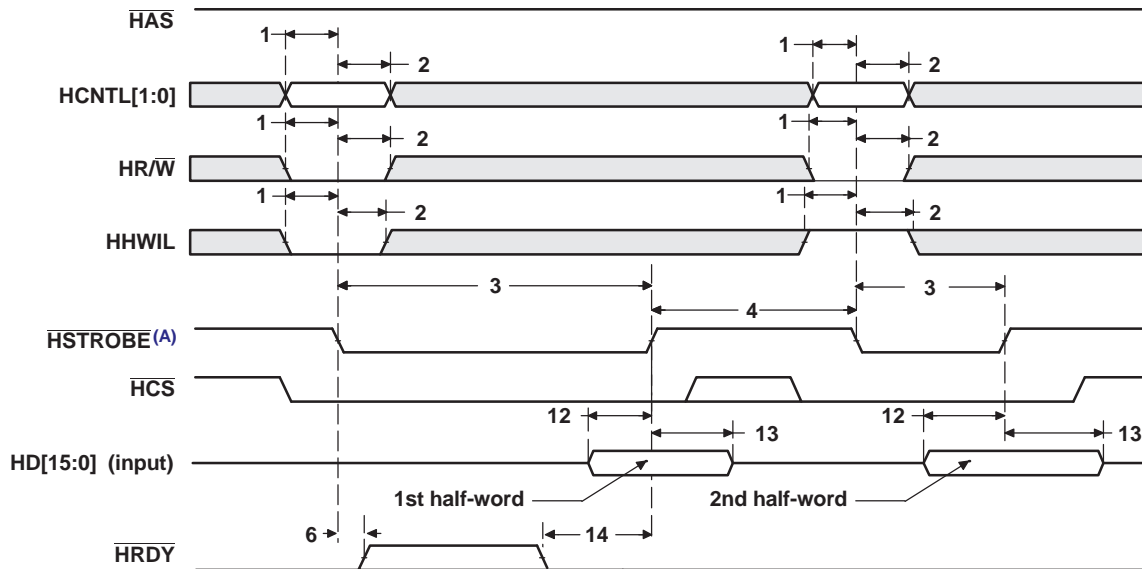 HAS
1
1
2
2
HCNTL[1:0]
1
1
2
2
HR/W
1
1
2
2
HHWIL
3
3
4
HSTROBE(A)
HCS
12
12
13
13
HD[15:0] (input)
1st half-word
2nd half-word
6
14
HRDY